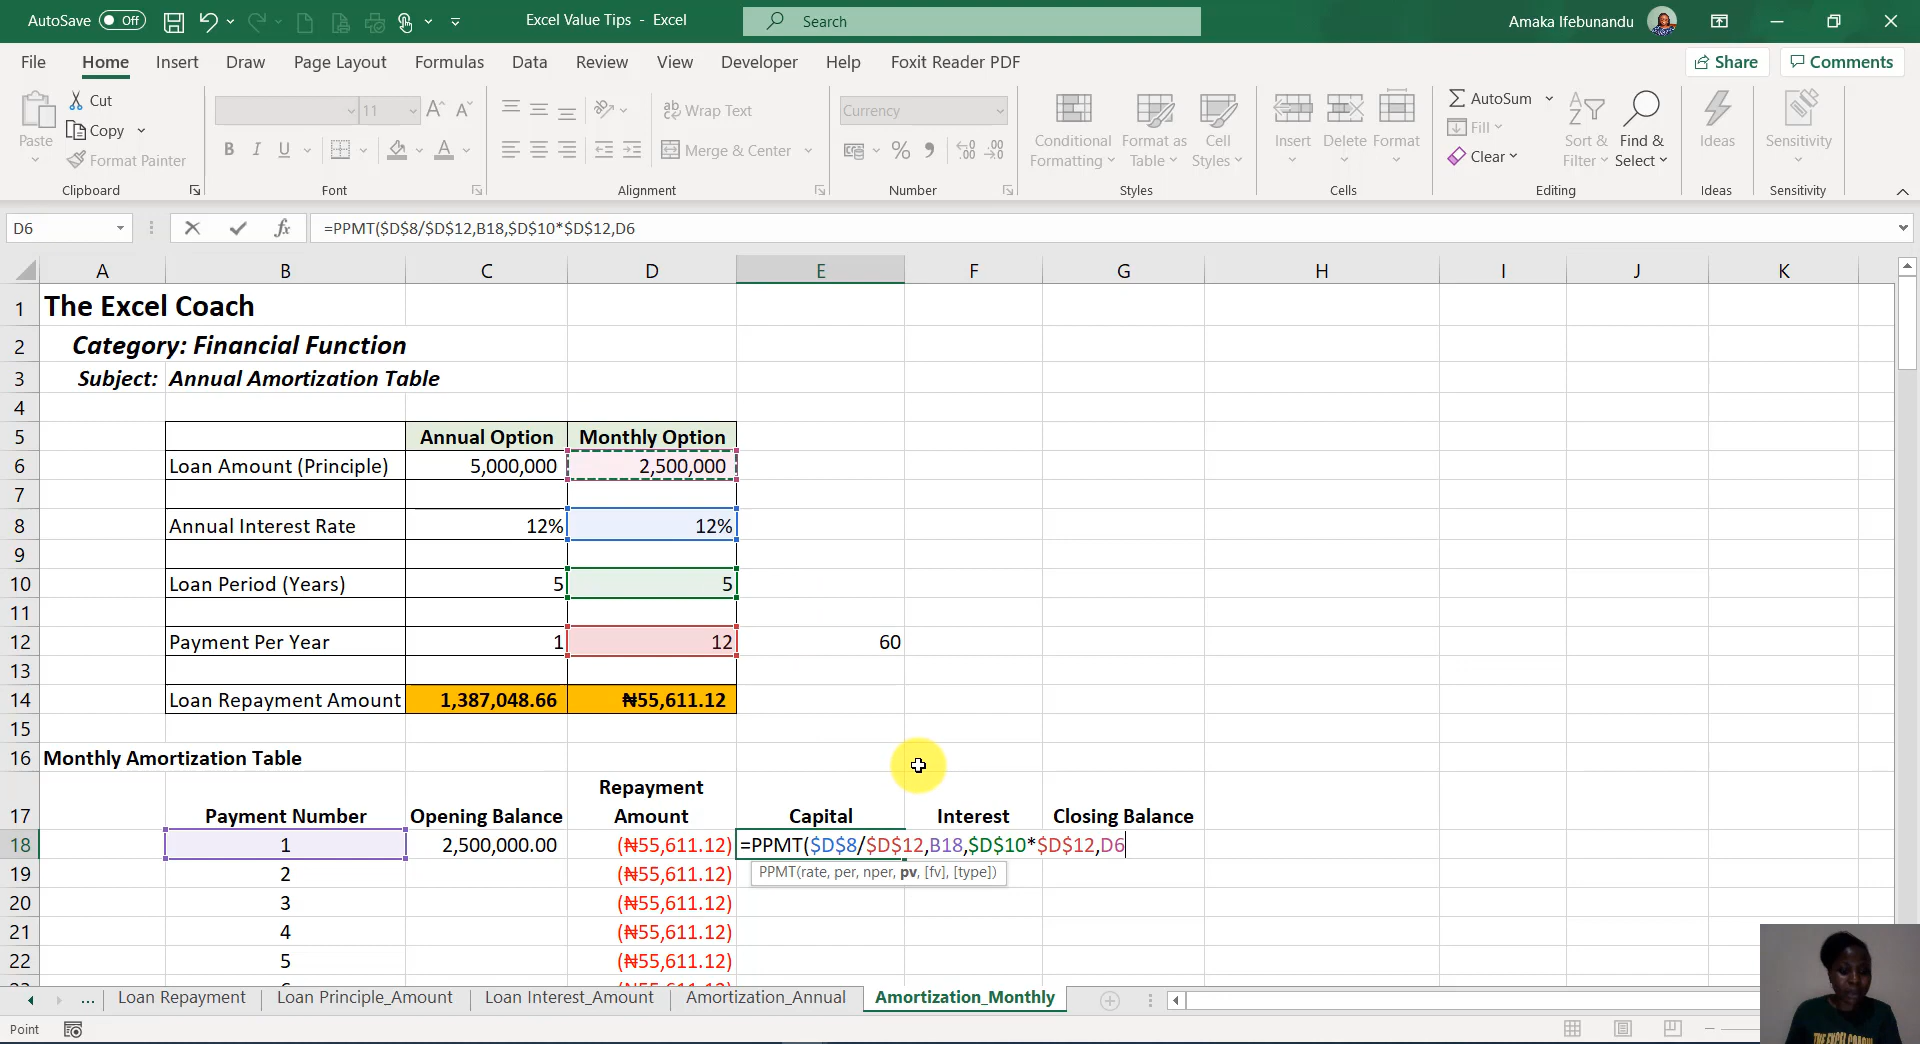 AutoSave Off Excel Value Tips - Excel Search Amaka Ifebunandu
File Home Insert Draw Page Layout Formulas Data Review View Developer Help Foxit Reader PDF Share Comments
Paste Cut Copy Format Painter Clipboard
11 B I U A Font
Wrap Text Merge & Center Alignment
Currency % Number
Conditional Formatting Format as Table Cell Styles Styles
Insert Delete Format Cells
AutoSum Fill Clear Sort & Filter Find & Select Editing
Ideas Ideas
Sensitivity Sensitivity
D6 fx =PPMT($D$8/$D$12,B18,$D$10*$D$12,D6
A B C D E F G H I J K
1 The Excel Coach
2 Category: Financial Function
3 Subject: Annual Amortization Table
4
5 Annual Option Monthly Option
6 Loan Amount (Principle) 5,000,000 2,500,000
7
8 Annual Interest Rate 12% 12%
9
10 Loan Period (Years) 5 5
11
12 Payment Per Year 1 12 60
13
14 Loan Repayment Amount 1,387,048.66 ₦55,611.12
15
16 Monthly Amortization Table
17 Payment Number Opening Balance Repayment Amount Capital Interest Closing Balance
18 1 2,500,000.00 (₦55,611.12) =PPMT($D$8/$D$12,B18,$D$10*$D$12,D6
PPMT(rate, per, nper, pv, [fv], [type])
19 2 (₦55,611.12)
20 3 (₦55,611.12)
21 4 (₦55,611.12)
22 5 (₦55,611.12)
... Loan Repayment Loan Principle_Amount Loan Interest_Amount Amortization_Annual Amortization_Monthly
Point